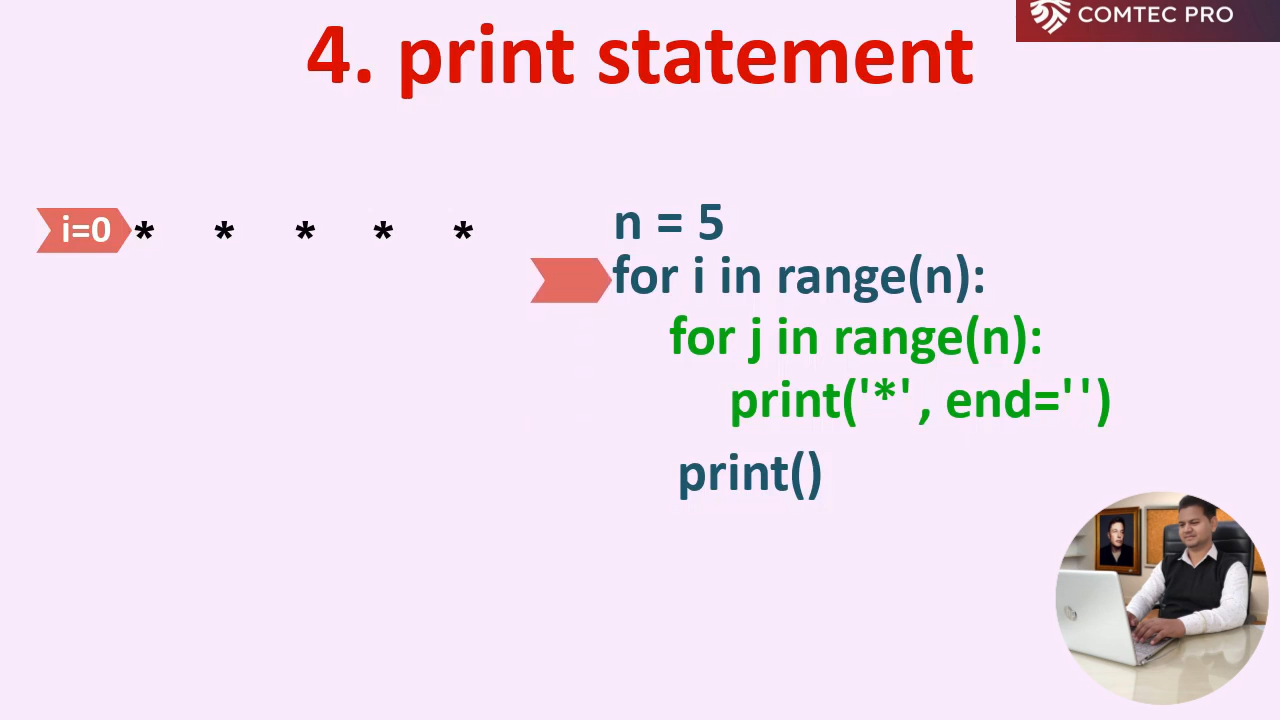 COMTEC PRO
4. print statement
i=0 * * * * *
n = 5
for i in range(n):
for j in range(n):
print('*', end=' ')
print()